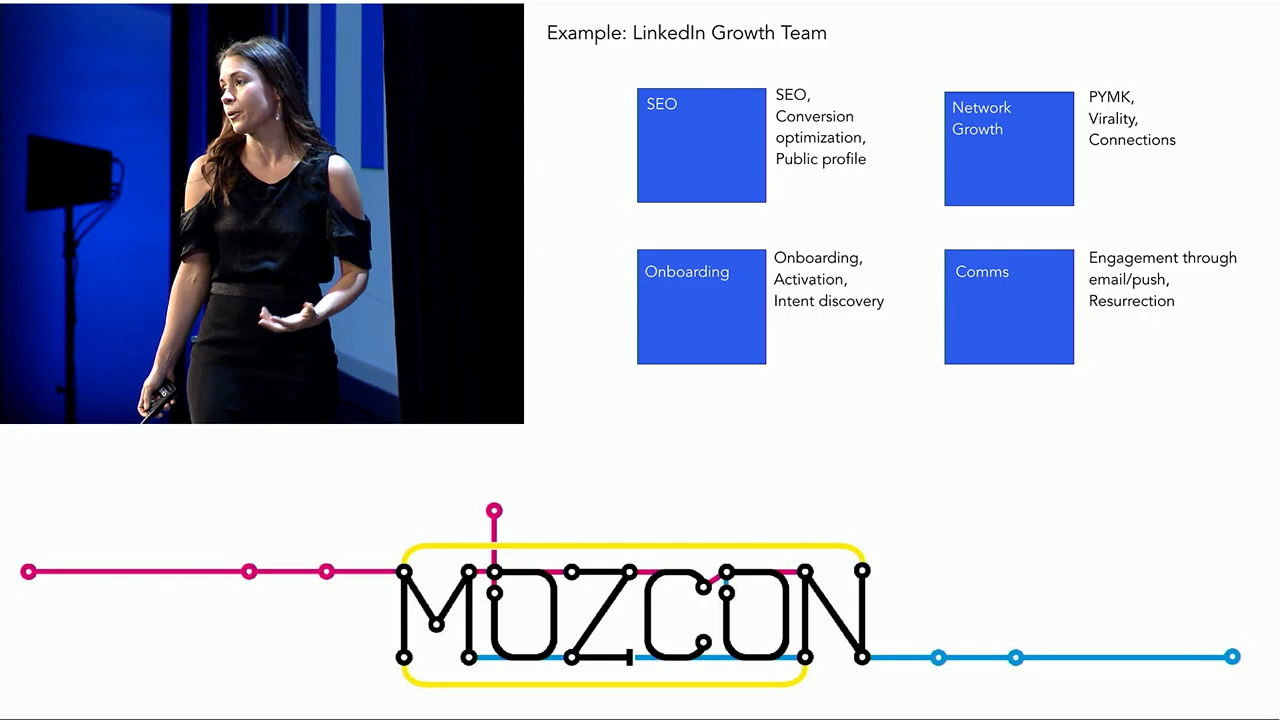 Example: LinkedIn Growth Team
SEO
SEO,
Conversion
optimization,
Public profile
Network
Growth
PYMK,
Virality,
Connections
Onboarding
Onboarding,
Activation,
Intent discovery
Comms
Engagement through
email/push,
Resurrection
MOZCON